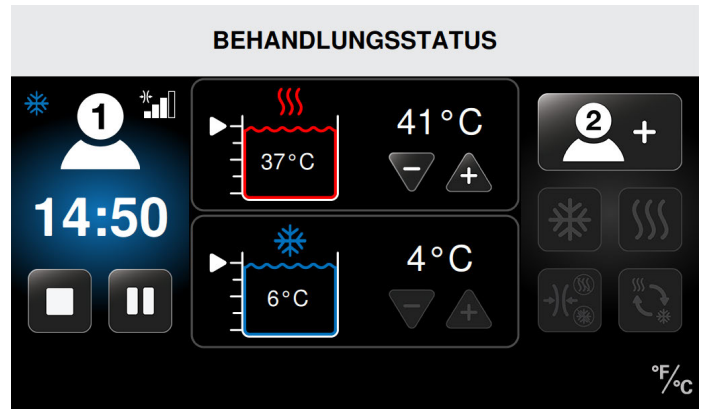 BEHANDLUNGSSTATUS
1
14:50
41°C
37°C
4°C
6°C
2 +
°F/°C